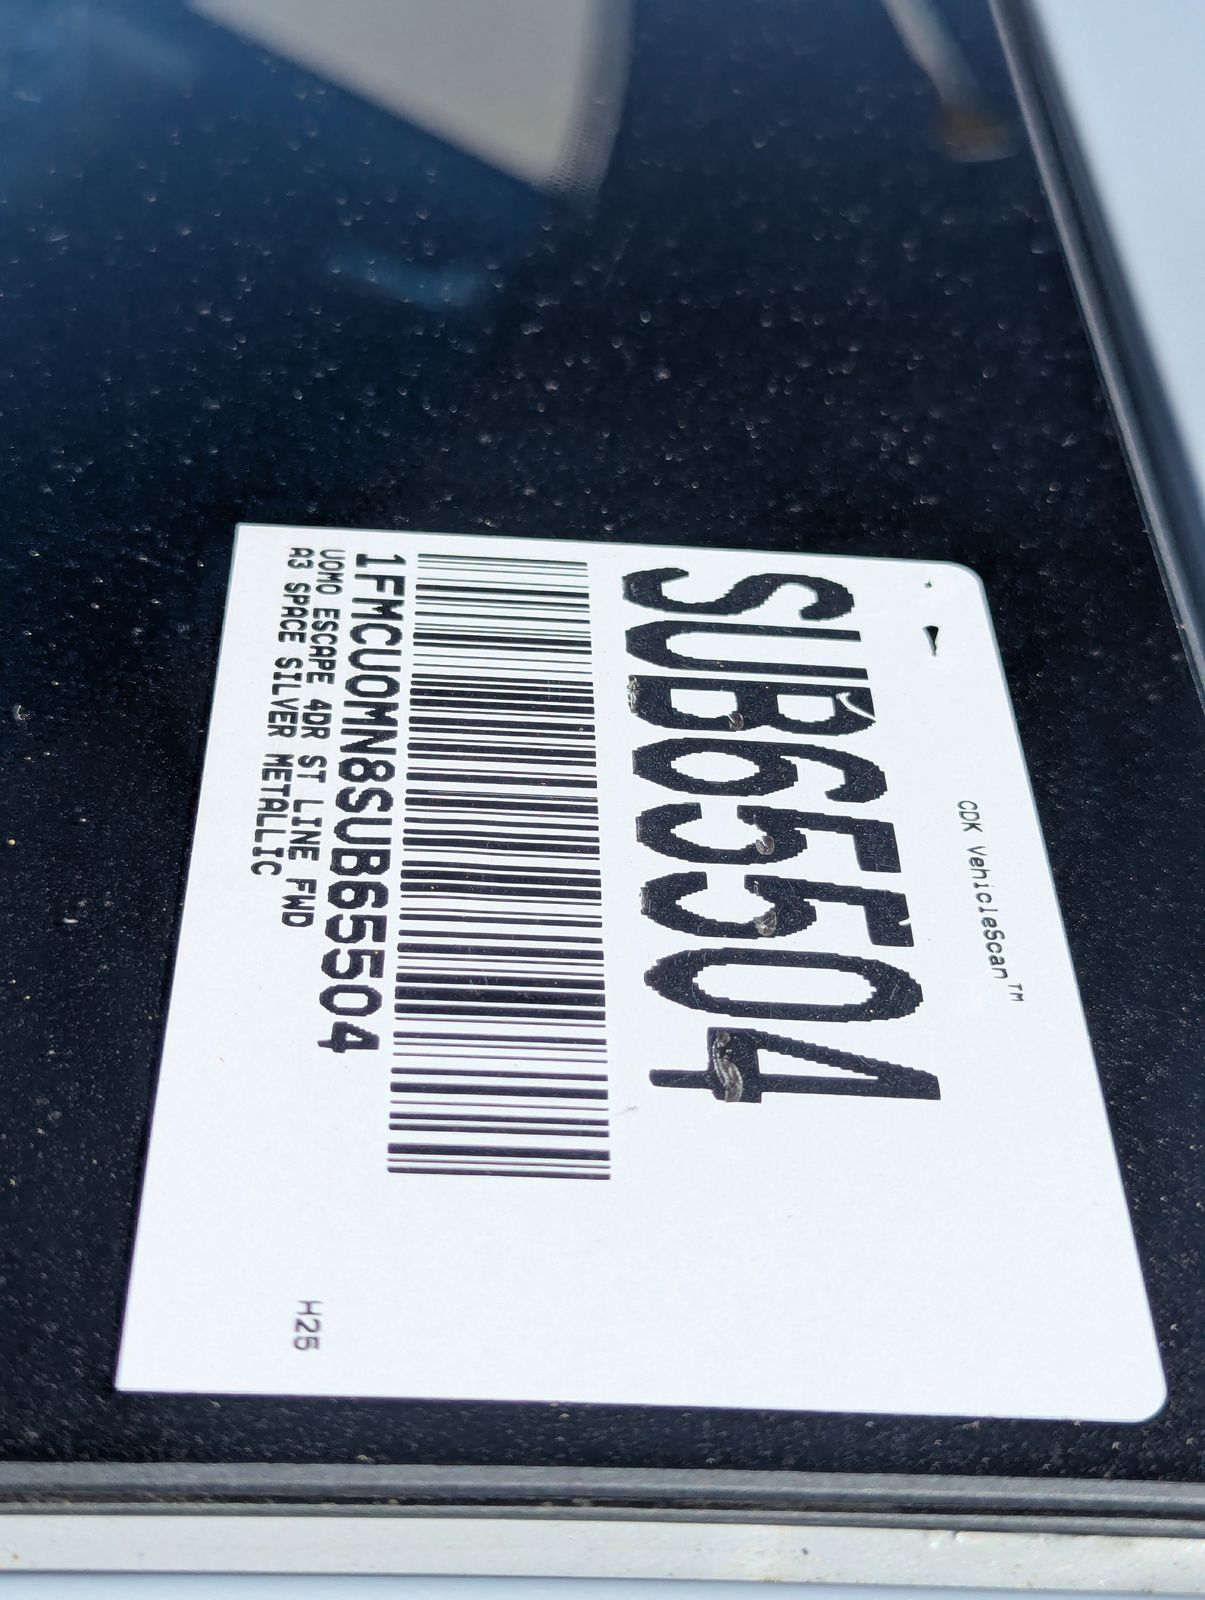 CDK VehicleScan™
SUB65504
1FMCU0MN8SUB65504
U0M0 ESCAPE 4DR ST LINE FWD
A3 SPACE SILVER METALLIC
H25